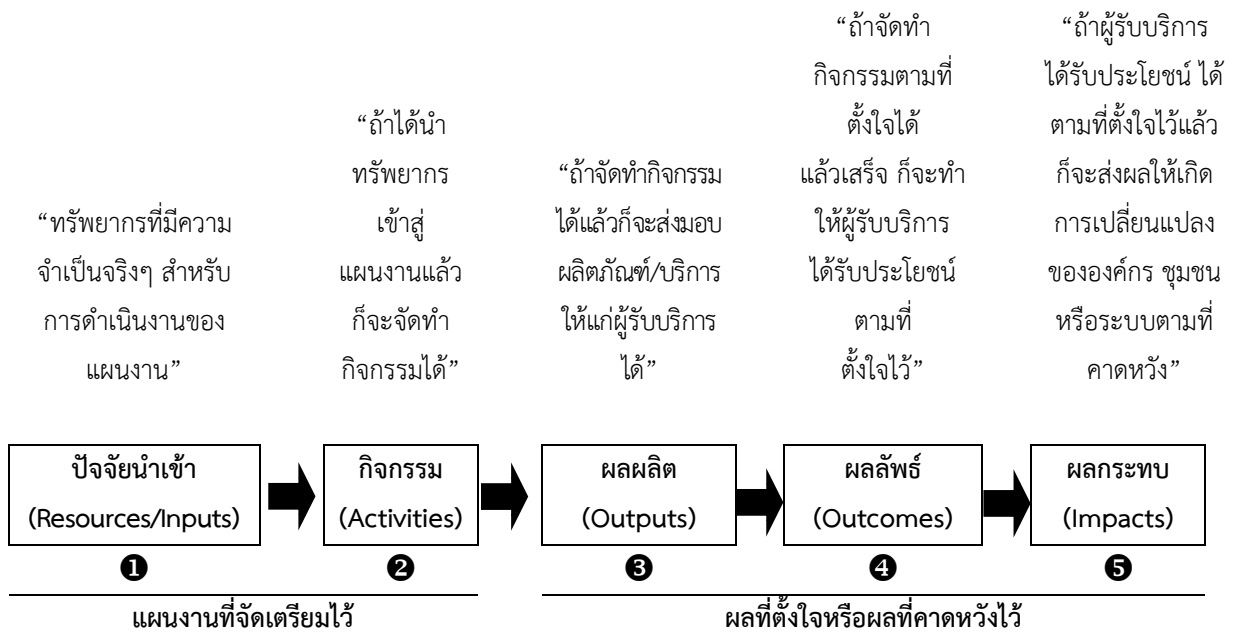 “ทรัพยากรที่มีความ
จำเป็นจริงๆ สำหรับ
การดำเนินงานของ
แผนงาน”
“ถ้าได้นำ
ทรัพยากร
เข้าสู่
แผนงานแล้ว
ก็จะจัดทำ
กิจกรรมได้”
“ถ้าจัดทำกิจกรรม
ได้แล้วก็จะส่งมอบ
ผลิตภัณฑ์/บริการ
ให้แก่ผู้รับบริการ
ได้”
“ถ้าจัดทำ
กิจกรรมตามที่
ตั้งใจได้
แล้วเสร็จ ก็จะทำ
ให้ผู้รับบริการ
ได้รับประโยชน์
ตามที่
ตั้งใจไว้”
“ถ้าผู้รับบริการ
ได้รับประโยชน์ ได้
ตามที่ตั้งใจไว้แล้ว
ก็จะส่งผลให้เกิด
การเปลี่ยนแปลง
ขององค์กร ชุมชน
หรือระบบตามที่
คาดหวัง”
ปัจจัยนำเข้า
(Resources/Inputs)
❶
กิจกรรม
(Activities)
❷
ผลผลิต
(Outputs)
❸
ผลลัพธ์
(Outcomes)
❹
ผลกระทบ
(Impacts)
❺
แผนงานที่จัดเตรียมไว้
ผลที่ตั้งใจหรือผลที่คาดหวังไว้